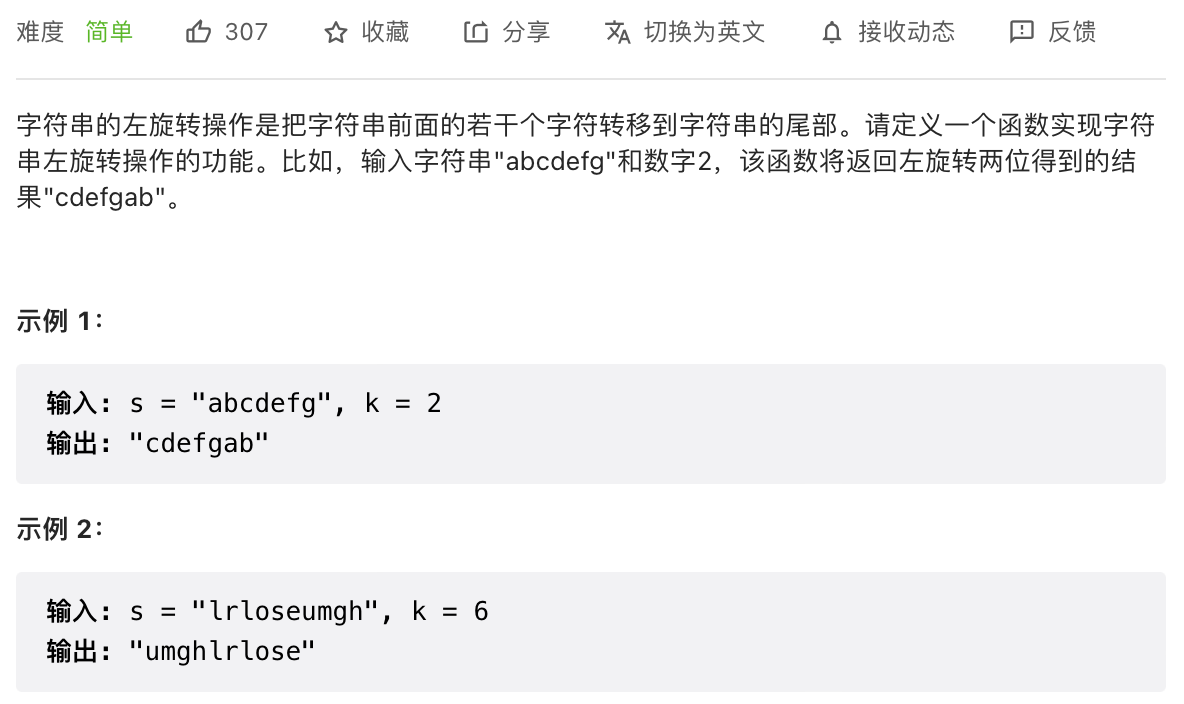 难度 简单 307 收藏 分享 切换为英文 接收动态 反馈
字符串的左旋转操作是把字符串前面的若干个字符转移到字符串的尾部。请定义一个函数实现字符
串左旋转操作的功能。比如，输入字符串"abcdefg"和数字2，该函数将返回左旋转两位得到的结
果"cdefgab"。
示例 1：
输入: s = "abcdefg", k = 2
输出: "cdefgab"
示例 2：
输入: s = "lrloseumgh", k = 6
输出: "umghlrlose"